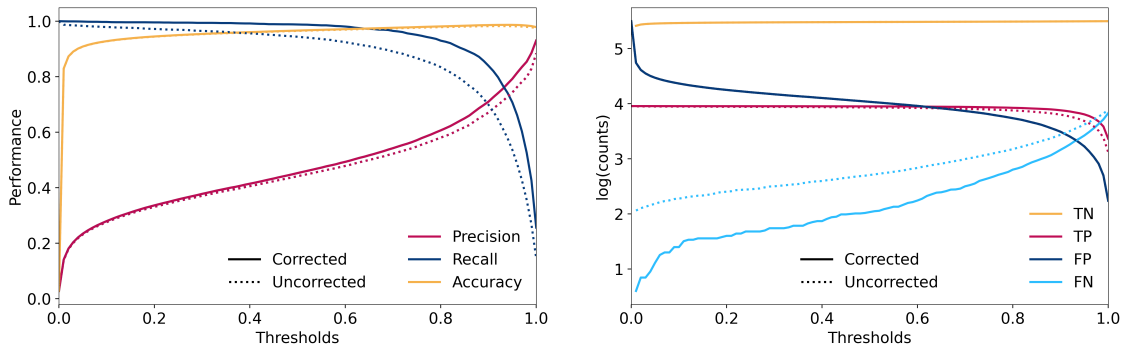 1.0
0.8
0.6
0.4
0.2
0.0
Performance
0.0 0.2 0.4 0.6 0.8 1.0
Thresholds
Corrected
Uncorrected
Precision
Recall
Accuracy
5
4
3
2
1
log(counts)
0.0 0.2 0.4 0.6 0.8 1.0
Thresholds
Corrected
Uncorrected
TN
TP
FP
FN